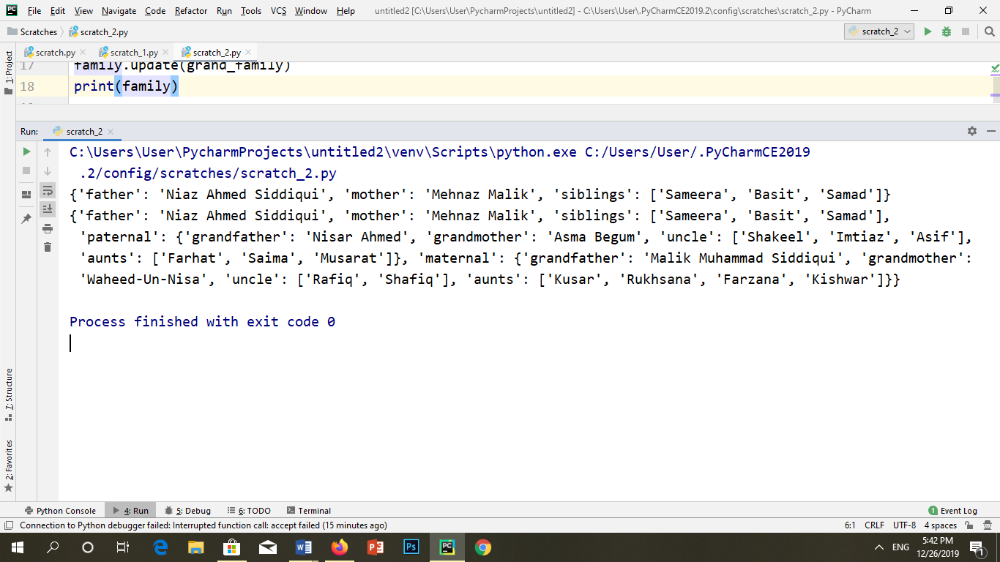 File Edit View Navigate Code Refactor Run Tools VCS Window Help untitled2 [C:\Users\User\PycharmProjects\untitled2] - C:\Users\User\.PyCharmCE2019.2\config\scratches\scratch_2.py - PyCharm
Scratches scratch_2.py scratch_2
scratch.py scratch_1.py scratch_2.py
1: Project
17 family.update(grand_family)
18 print(family)
Run: scratch_2
C:\Users\User\PycharmProjects\untitled2\venv\Scripts\python.exe C:/Users/User/.PyCharmCE2019
.2/config/scratches/scratch_2.py
{'father': 'Niaz Ahmed Siddiqui', 'mother': 'Mehnaz Malik', 'siblings': ['Sameera', 'Basit', 'Samad']}
{'father': 'Niaz Ahmed Siddiqui', 'mother': 'Mehnaz Malik', 'siblings': ['Sameera', 'Basit', 'Samad'],
'paternal': {'grandfather': 'Nisar Ahmed', 'grandmother': 'Asma Begum', 'uncle': ['Shakeel', 'Imtiaz', 'Asif'],
'aunts': ['Farhat', 'Saima', 'Musarat']}, 'maternal': {'grandfather': 'Malik Muhammad Siddiqui', 'grandmother':
'Waheed-Un-Nisa', 'uncle': ['Rafiq', 'Shafiq'], 'aunts': ['Kusar', 'Rukhsana', 'Farzana', 'Kishwar']}}
Process finished with exit code 0
7: Structure
2: Favorites
Python Console 4: Run 5: Debug 6: TODO Terminal 1 Event Log
Connection to Python debugger failed: Interrupted function call: accept failed (15 minutes ago) 6:1 CRLF UTF-8 4 spaces
ENG 5:42 PM
12/26/2019 1